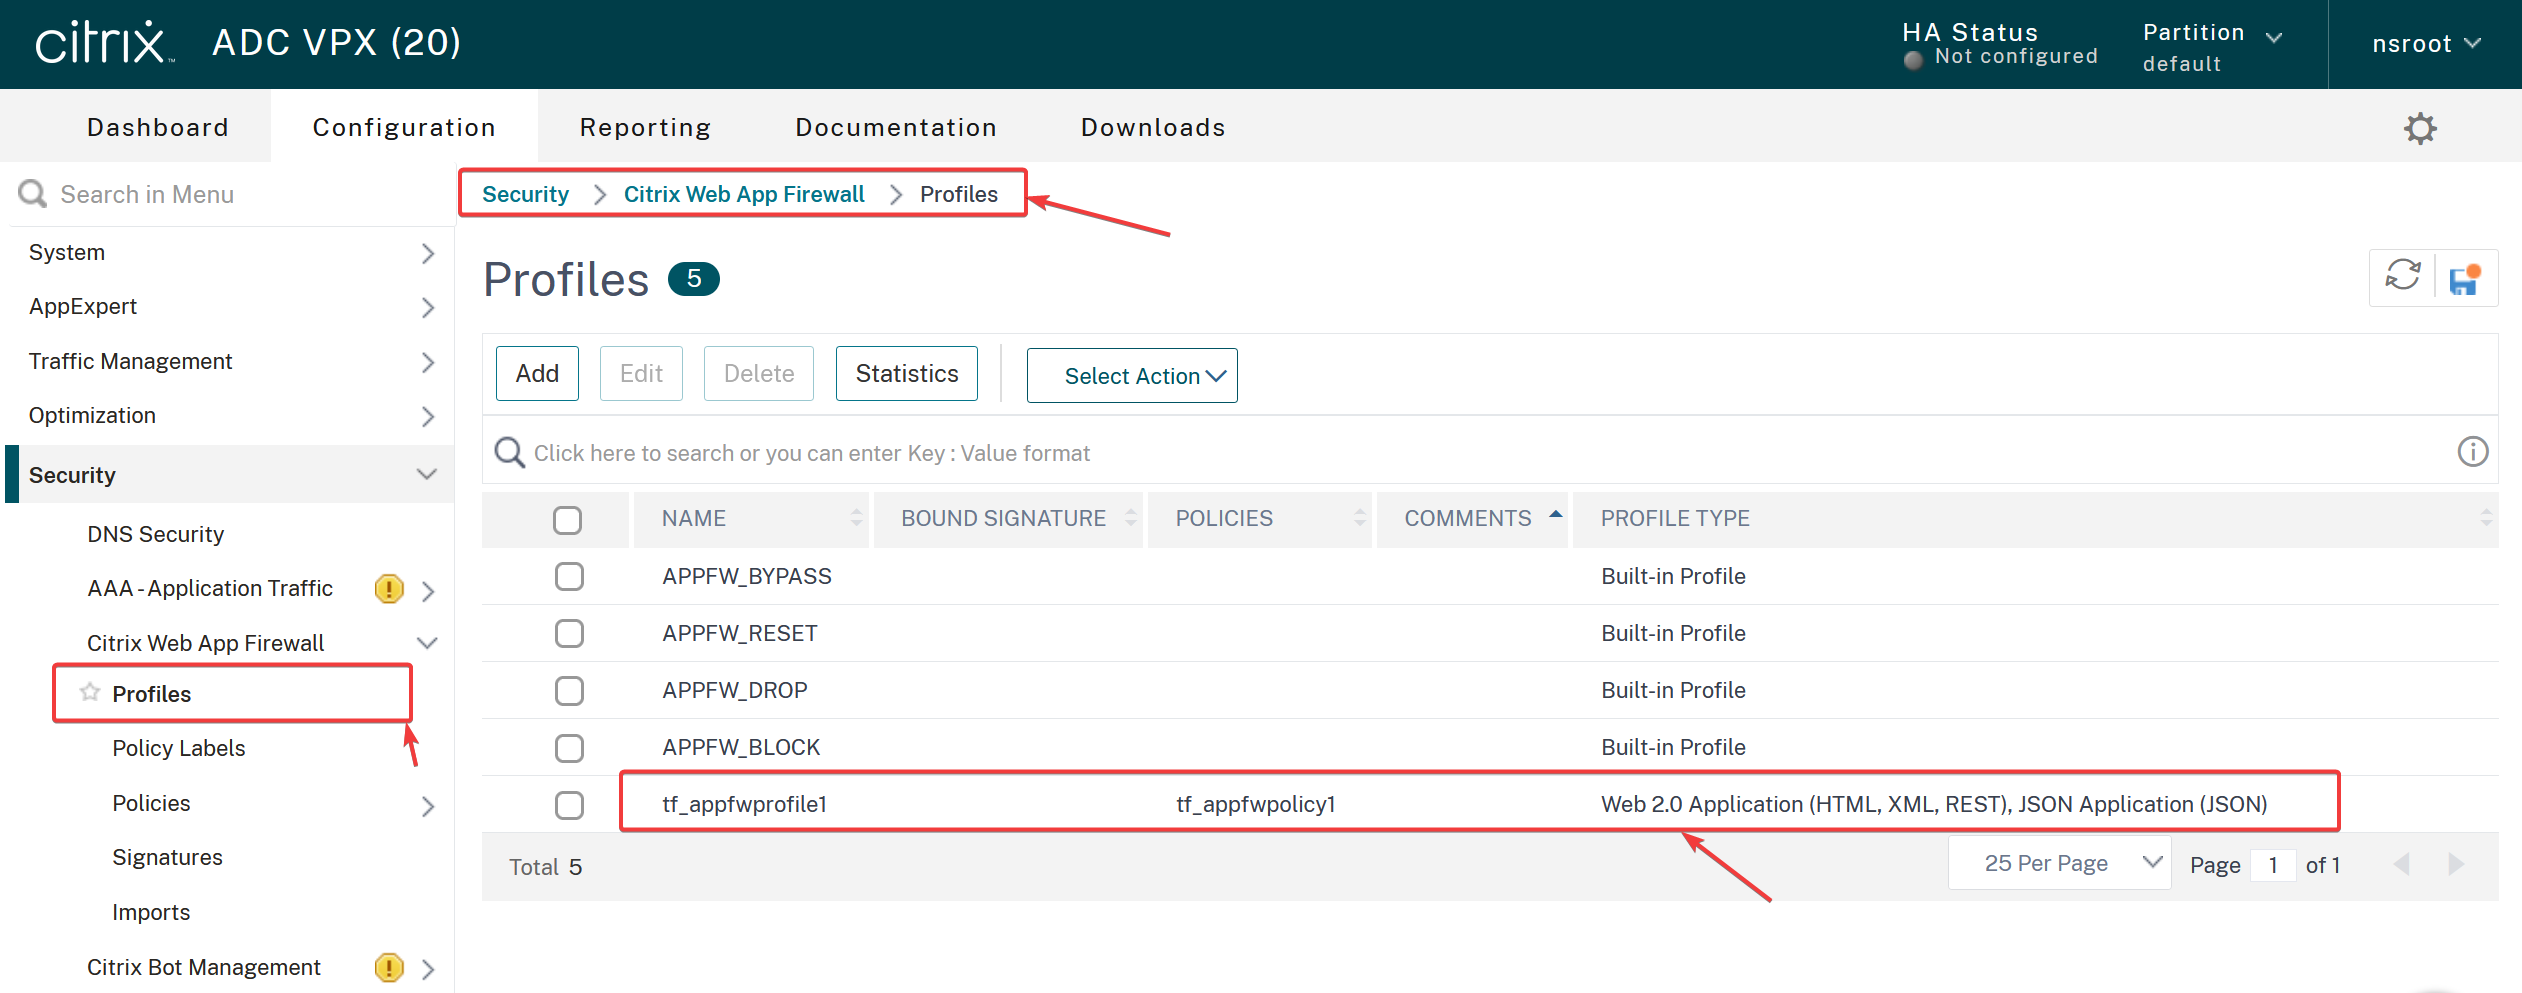 citrix™ ADC VPX (20)
HA Status
Not configured
Partition
default
nsroot
Dashboard Configuration Reporting Documentation Downloads
Search in Menu
System
AppExpert
Traffic Management
Optimization
Security
DNS Security
AAA - Application Traffic
Citrix Web App Firewall
Profiles
Policy Labels
Policies
Signatures
Imports
Citrix Bot Management
Security Citrix Web App Firewall Profiles
Profiles 5
Add Edit Delete Statistics Select Action
Click here to search or you can enter Key : Value format
NAME BOUND SIGNATURE POLICIES COMMENTS PROFILE TYPE
APPFW_BYPASS Built-in Profile
APPFW_RESET Built-in Profile
APPFW_DROP Built-in Profile
APPFW_BLOCK Built-in Profile
tf_appfwprofile1 tf_appfwpolicy1 Web 2.0 Application (HTML, XML, REST), JSON Application (JSON)
Total 5 25 Per Page Page 1 of 1